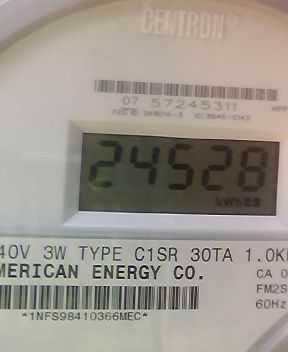 CENTRON®
07 57245311
24528
kWh
40V 3W TYPE C1SR 30TA 1.0K
MERICAN ENERGY CO.
CA 0
FM2S
60Hz
*1NFS98410366MEC*